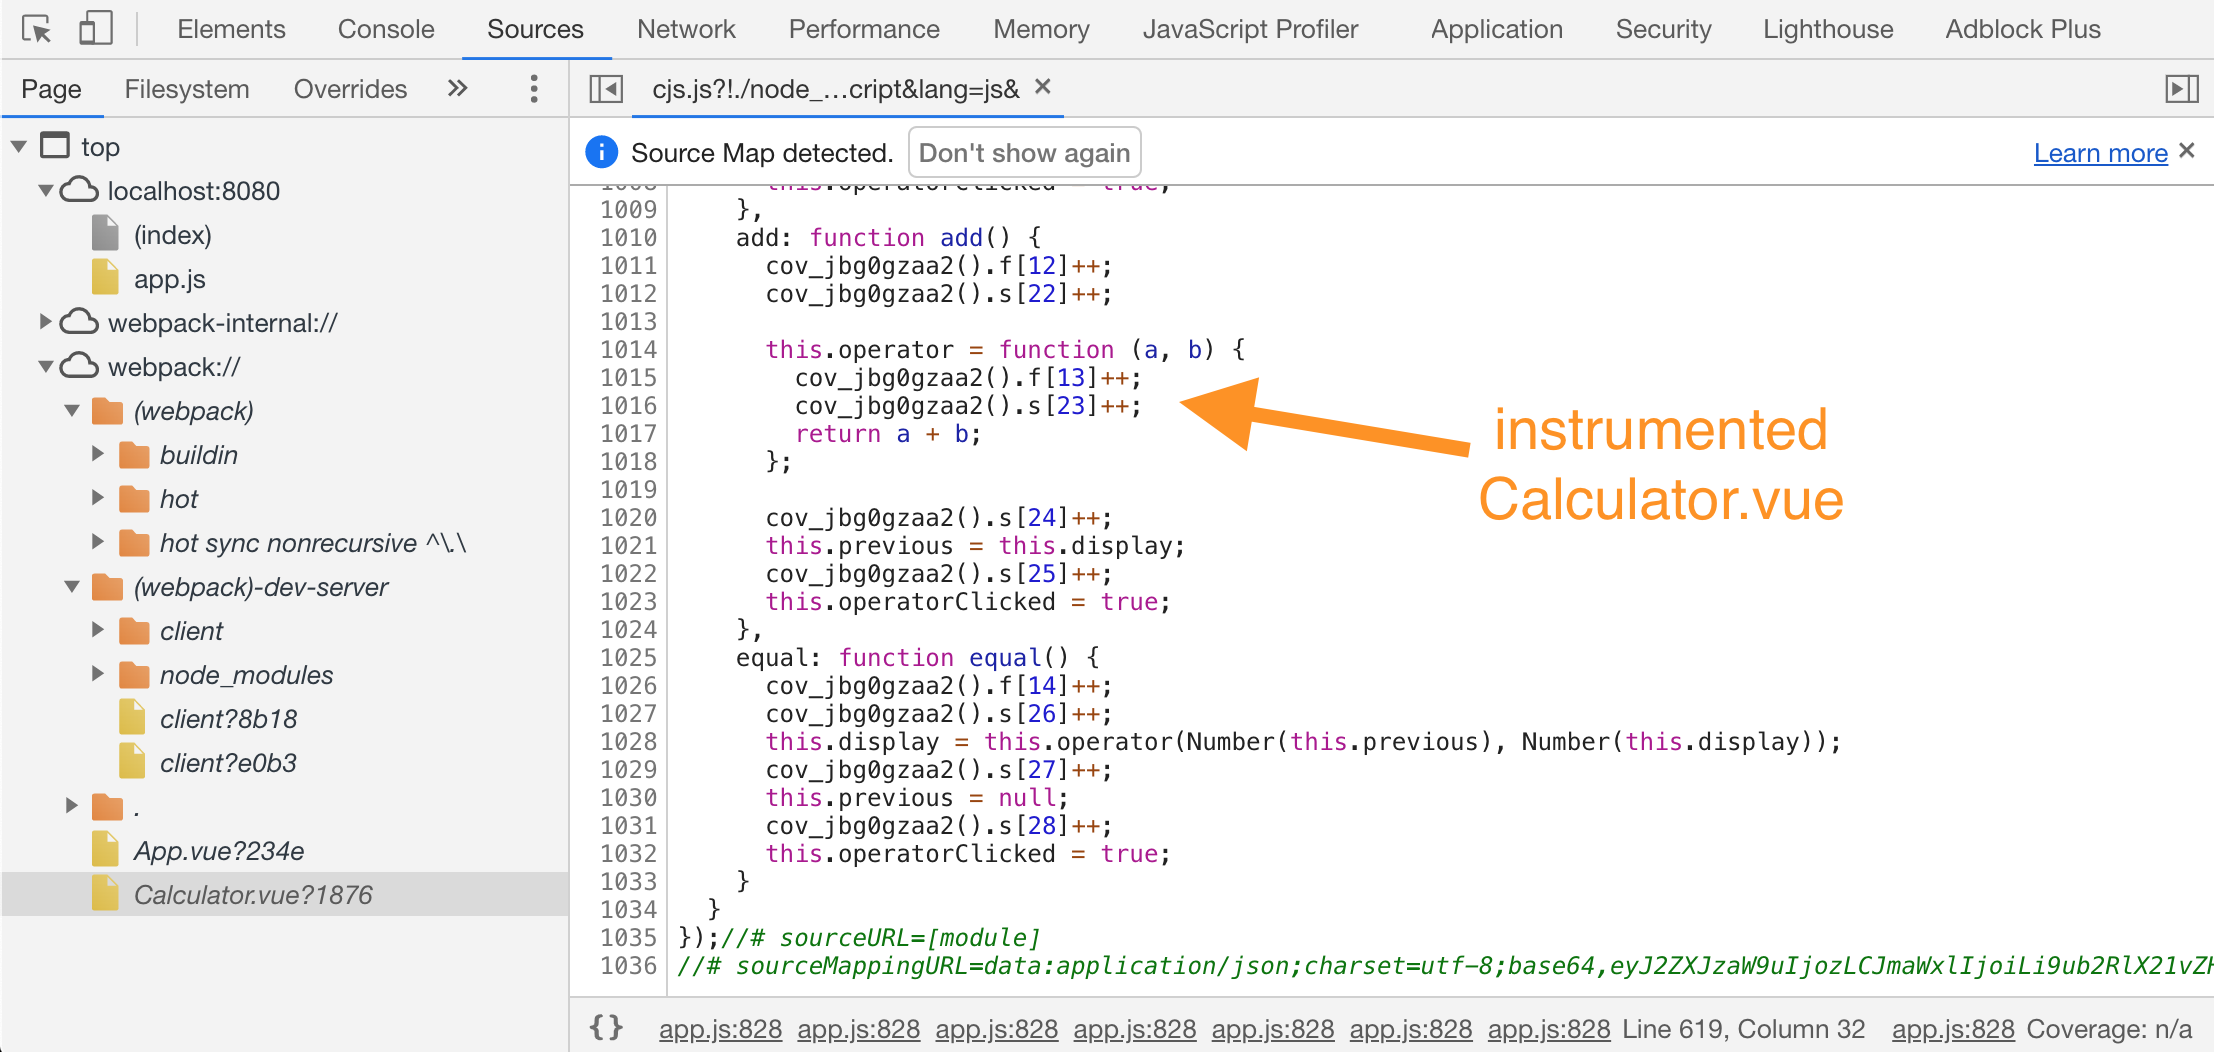 Elements Console Sources Network Performance Memory JavaScript Profiler Application Security Lighthouse Adblock Plus
Page Filesystem Overrides »
cjs.js?!./node_…cript&lang=js& ✕
Source Map detected. Don't show again Learn more ✕
top
localhost:8080
(index)
app.js
webpack-internal://
webpack://
(webpack)
buildin
hot
hot sync nonrecursive ^\.\
(webpack)-dev-server
client
node_modules
client?8b18
client?e0b3
.
App.vue?234e
Calculator.vue?1876
1008 this.operatorClicked = true;
1009 },
1010 add: function add() {
1011 cov_jbg0gzaa2().f[12]++;
1012 cov_jbg0gzaa2().s[22]++;
1013
1014 this.operator = function (a, b) {
1015 cov_jbg0gzaa2().f[13]++;
1016 cov_jbg0gzaa2().s[23]++;
1017 return a + b;
1018 };
1019
1020 cov_jbg0gzaa2().s[24]++;
1021 this.previous = this.display;
1022 cov_jbg0gzaa2().s[25]++;
1023 this.operatorClicked = true;
1024 },
1025 equal: function equal() {
1026 cov_jbg0gzaa2().f[14]++;
1027 cov_jbg0gzaa2().s[26]++;
1028 this.display = this.operator(Number(this.previous), Number(this.display));
1029 cov_jbg0gzaa2().s[27]++;
1030 this.previous = null;
1031 cov_jbg0gzaa2().s[28]++;
1032 this.operatorClicked = true;
1033 }
1034 }
1035 });//# sourceURL=[module]
1036 //# sourceMappingURL=data:application/json;charset=utf-8;base64,eyJ2ZXJzaW9uIjozLCJmaWxlIjoiLi9ub2RlX21vZH
instrumented
Calculator.vue
{} app.js:828 app.js:828 app.js:828 app.js:828 app.js:828 app.js:828 app.js:828 Line 619, Column 32 app.js:828 Coverage: n/a